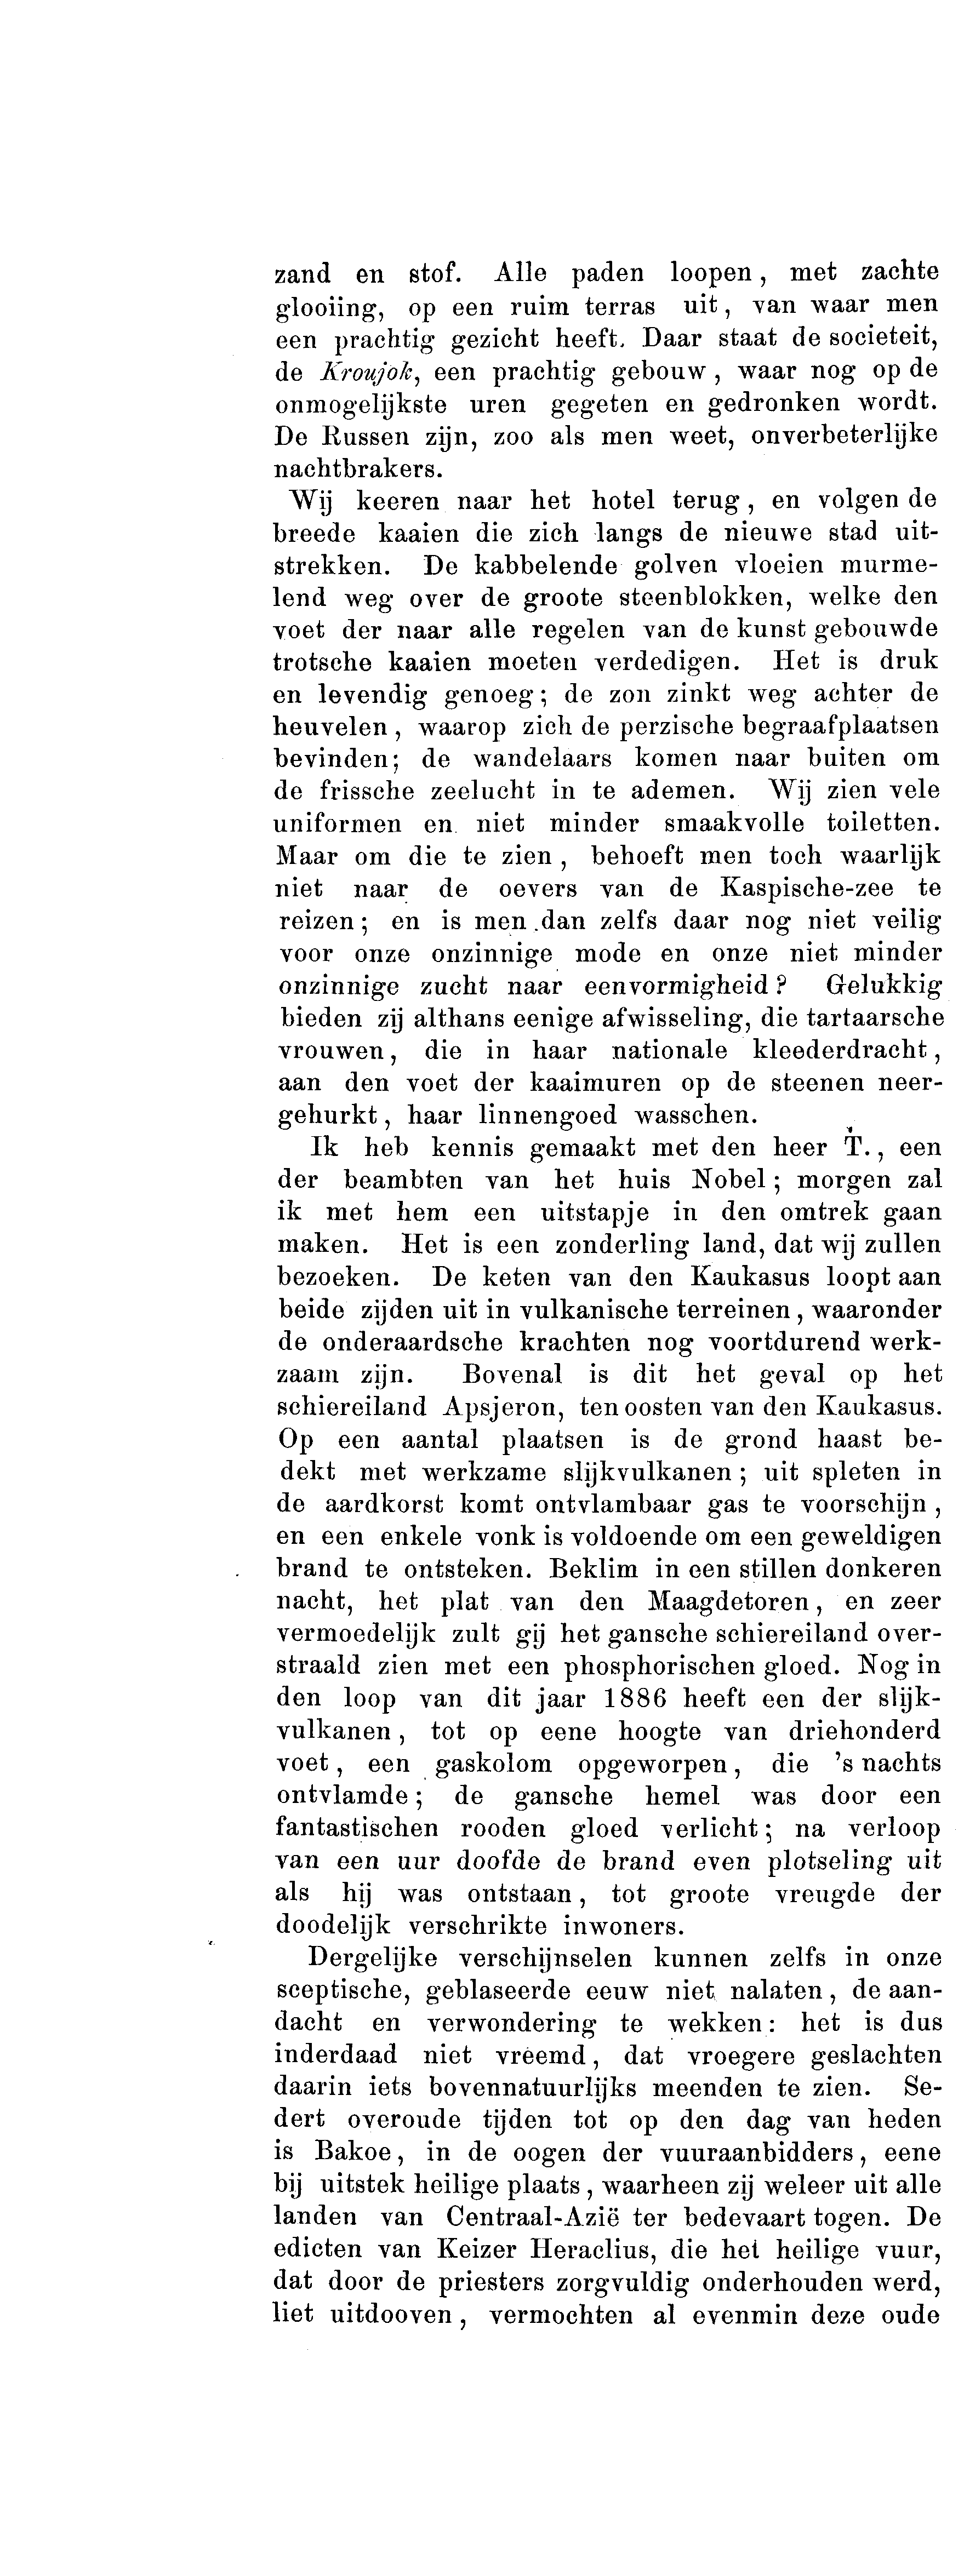 zand en stof. Alle paden loopen, met zachte
glooiing, op een ruim terras uit, van waar men
een prachtig gezicht heeft. Daar staat de societeit,
de Kroujok, een prachtig gebouw, waar nog op de
onmogelijkste uren gegeten en gedronken wordt.
De Russen zijn, zoo als men weet, onverbeterlijke
nachtbrakers.
Wij keeren naar het hotel terug, en volgen de
breede kaaien die zich langs de nieuwe stad uit-
strekken. De kabbelende golven vloeien murme-
lend weg over de groote steenblokken, welke den
voet der naar alle regelen van de kunst gebouwde
trotsche kaaien moeten verdedigen. Het is druk
en levendig genoeg; de zon zinkt weg achter de
heuvelen, waarop zich de perzische begraafplaatsen
bevinden; de wandelaars komen naar buiten om
de frissche zeelucht in te ademen. Wij zien vele
uniformen en niet minder smaakvolle toiletten.
Maar om die te zien, behoeft men toch waarlijk
niet naar de oevers van de Kaspische-zee te
reizen; en is men dan zelfs daar nog niet veilig
voor onze onzinnige mode en onze niet minder
onzinnige zucht naar eenvormigheid? Gelukkig
bieden zij althans eenige afwisseling, die tartaarsche
vrouwen, die in haar nationale kleederdracht,
aan den voet der kaaimuren op de steenen neer-
gehurkt, haar linnengoed wasschen.
Ik heb kennis gemaakt met den heer T., een
der beambten van het huis Nobel; morgen zal
ik met hem een uitstapje in den omtrek gaan
maken. Het is een zonderling land, dat wij zullen
bezoeken. De keten van den Kaukasus loopt aan
beide zijden uit in vulkanische terreinen, waaronder
de onderaardsche krachten nog voortdurend werk-
zaam zijn. Bovenal is dit het geval op het
schiereiland Apsjeron, ten oosten van den Kaukasus.
Op een aantal plaatsen is de grond haast be-
dekt met werkzame slijkvulkanen; uit spleten in
de aardkorst komt ontvlambaar gas te voorschijn,
en een enkele vonk is voldoende om een geweldigen
brand te ontsteken. Beklim in een stillen donkeren
nacht, het plat van den Maagdetoren, en zeer
vermoedelijk zult gij het gansche schiereiland over-
straald zien met een phosphorischen gloed. Nog in
den loop van dit jaar 1886 heeft een der slijk-
vulkanen, tot op eene hoogte van driehonderd
voet, een gaskolom opgeworpen, die 's nachts
ontvlamde; de gansche hemel was door een
fantastischen rooden gloed verlicht; na verloop
van een uur doofde de brand even plotseling uit
als hij was ontstaan, tot groote vreugde der
doodelijk verschrikte inwoners.
Dergelijke verschijnselen kunnen zelfs in onze
sceptische, geblaseerde eeuw niet nalaten, de aan-
dacht en verwondering te wekken: het is dus
inderdaad niet vreemd, dat vroegere geslachten
daarin iets bovennatuurlijks meenden te zien. Se-
dert overoude tijden tot op den dag van heden
is Bakoe, in de oogen der vuuraanbidders, eene
bij uitstek heilige plaats, waarheen zij weleer uit alle
landen van Centraal-Azië ter bedevaart togen. De
edicten van Keizer Heraclius, die het heilige vuur,
dat door de priesters zorgvuldig onderhouden werd,
liet uitdooven, vermochten al evenmin deze oude